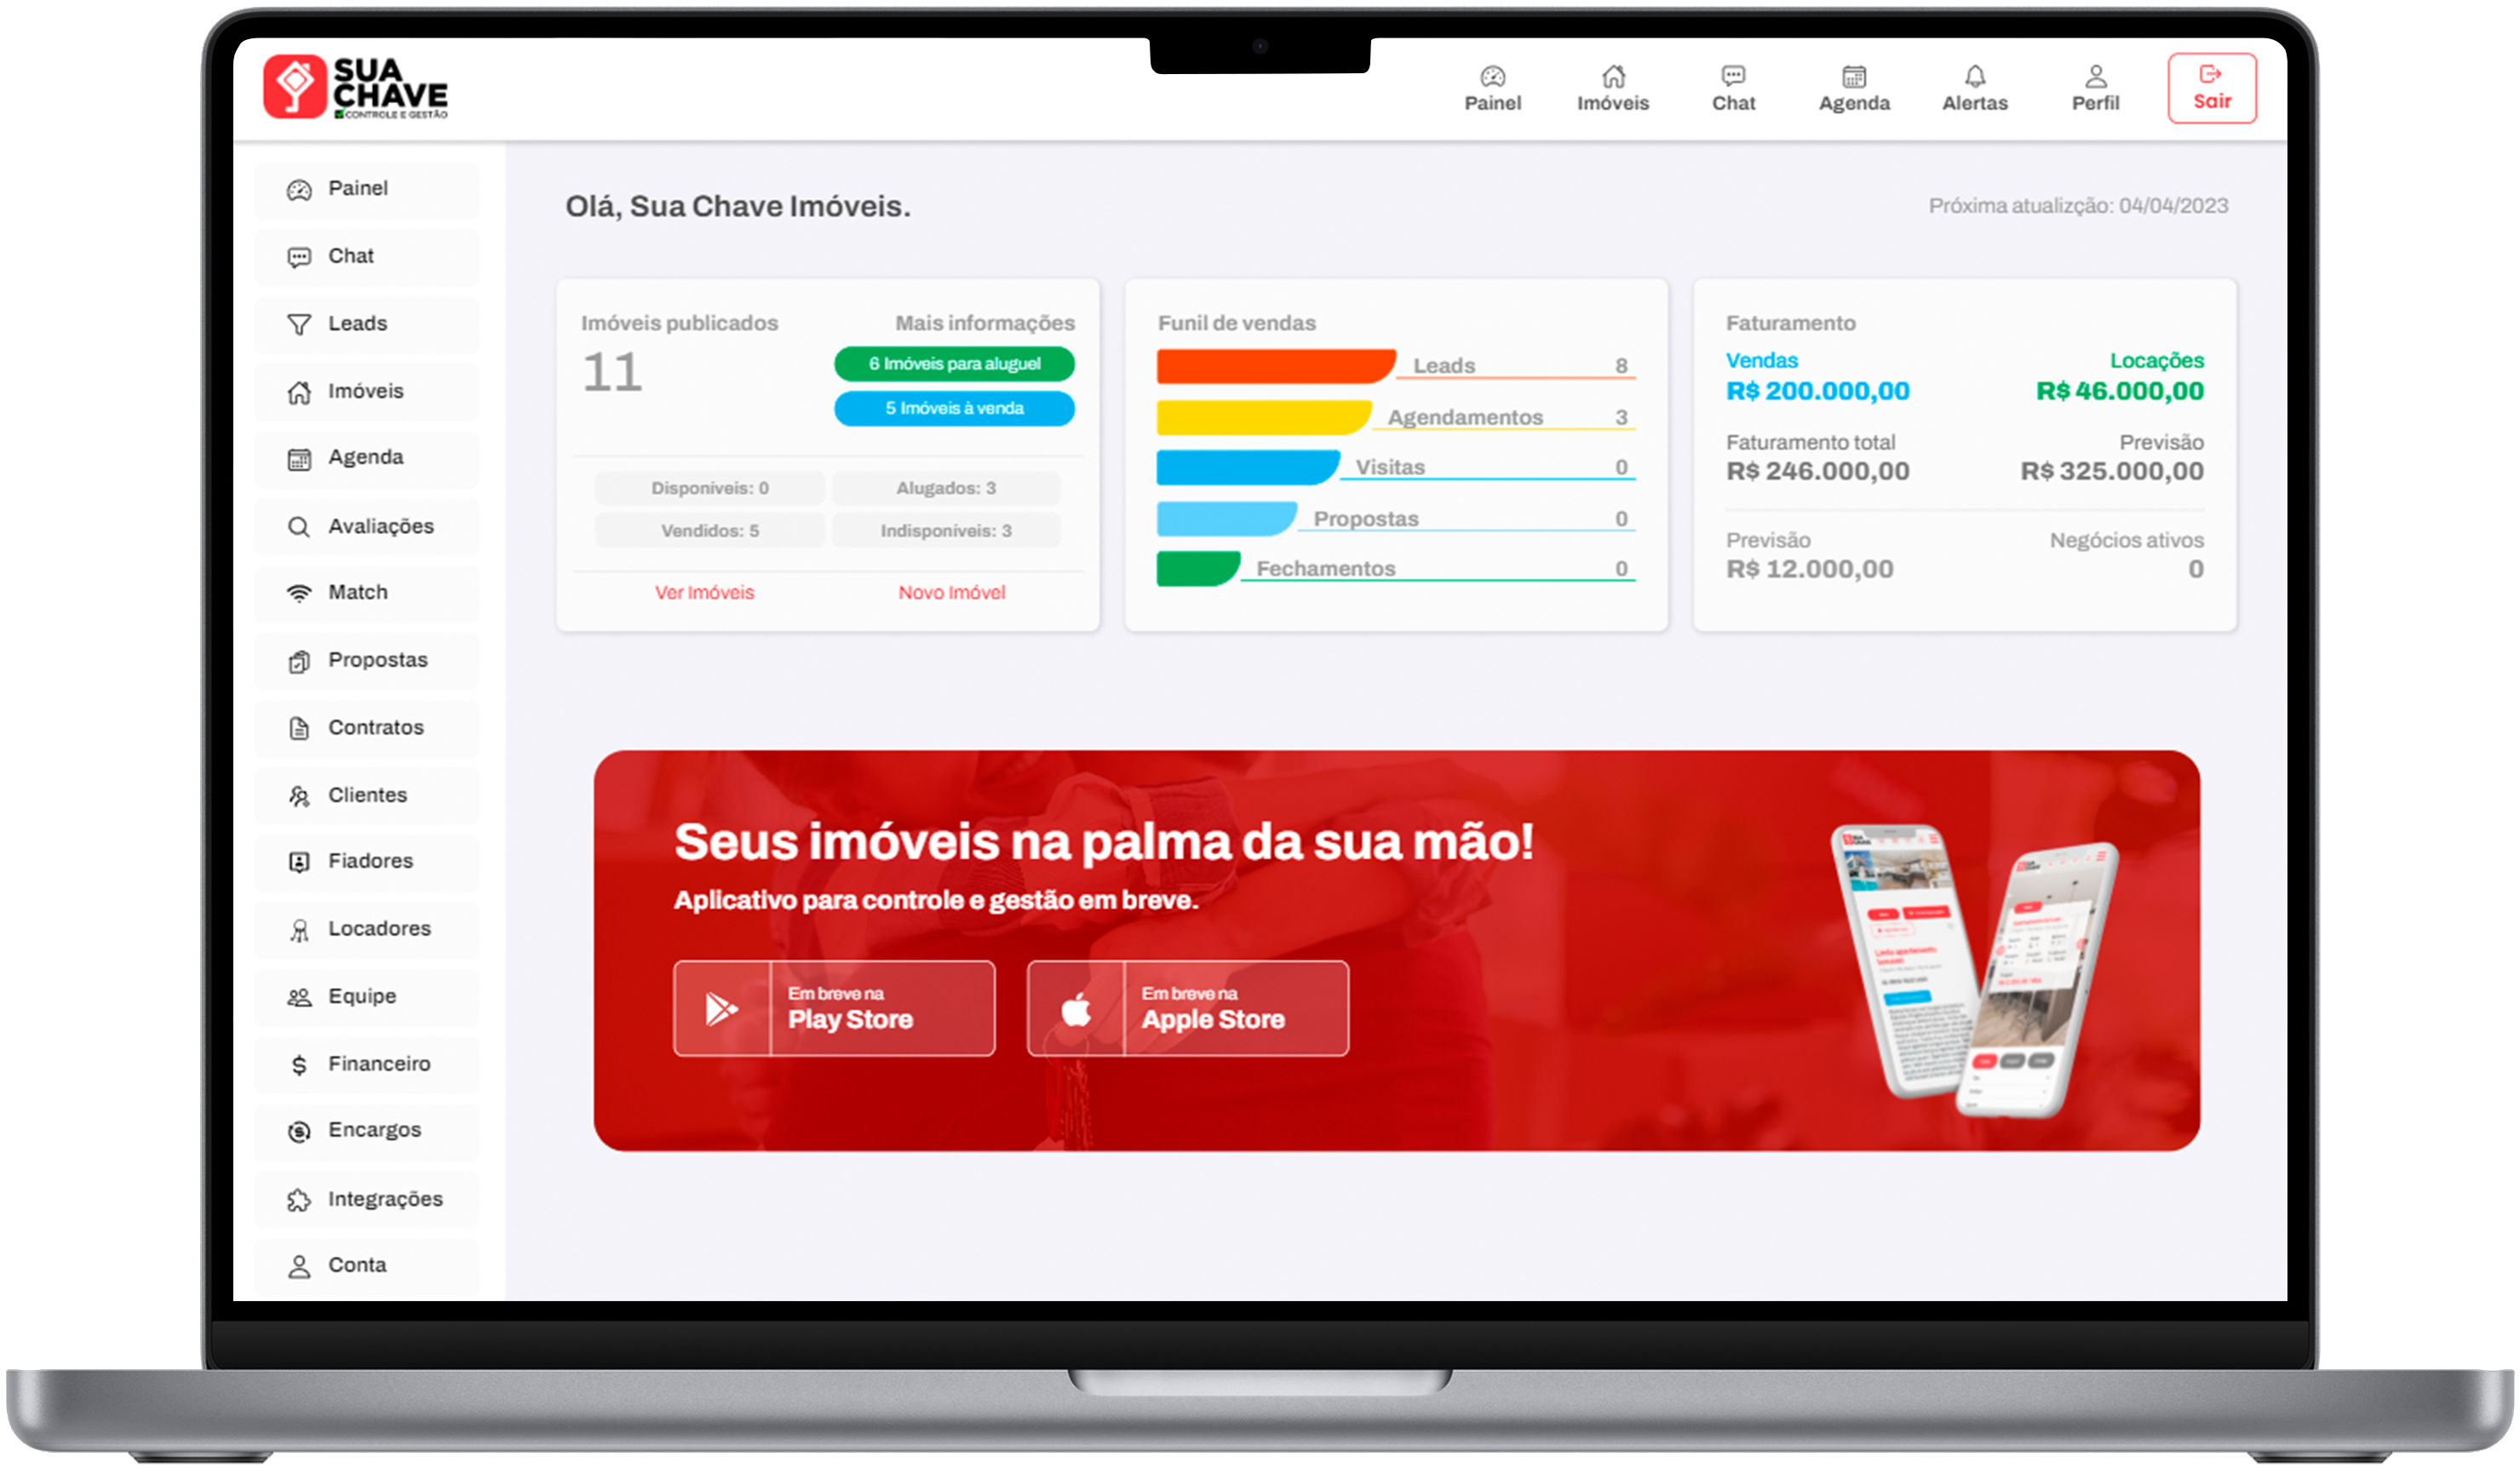 SUA
CHAVE
CONTROLE E GESTÃO
Painel
Imóveis
Chat
Agenda
Alertas
Perfil
Sair
Painel
Chat
Leads
Imóveis
Agenda
Avaliações
Match
Propostas
Contratos
Clientes
Fiadores
Locadores
Equipe
Financeiro
Encargos
Integrações
Conta
Olá, Sua Chave Imóveis.
Próxima atualizção: 04/04/2023
Imóveis publicados
11
Mais informações
6 Imóveis para aluguel
5 Imóveis à venda
Disponíveis: 0
Alugados: 3
Vendidos: 5
Indisponíveis: 3
Ver Imóveis
Novo Imóvel
Funil de vendas
Leads 8
Agendamentos 3
Visitas 0
Propostas 0
Fechamentos 0
Faturamento
Vendas
R$ 200.000,00
Locações
R$ 46.000,00
Faturamento total
R$ 246.000,00
Previsão
R$ 325.000,00
Previsão
R$ 12.000,00
Negócios ativos
0
Seus imóveis na palma da sua mão!
Aplicativo para controle e gestão em breve.
Em breve na
Play Store
Em breve na
Apple Store